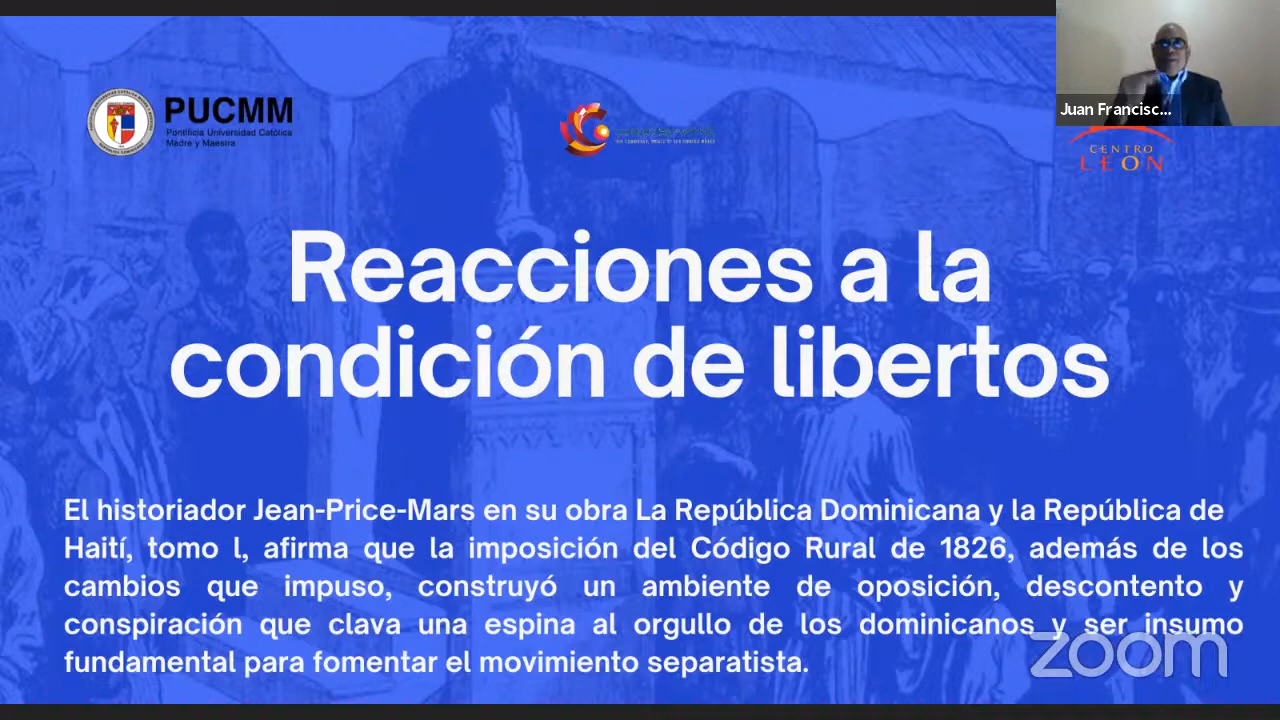 PUCMM
Pontificia Universidad Católica
Madre y Maestra
Juan Francisc...
CENTRO
LEÓN
Reacciones a la
condición de libertos
El historiador Jean-Price-Mars en su obra La República Dominicana y la República de
Haití, tomo l, afirma que la imposición del Código Rural de 1826, además de los
cambios que impuso, construyó un ambiente de oposición, descontento y
conspiración que clava una espina al orgullo de los dominicanos y ser insumo
fundamental para fomentar el movimiento separatista.
zoom